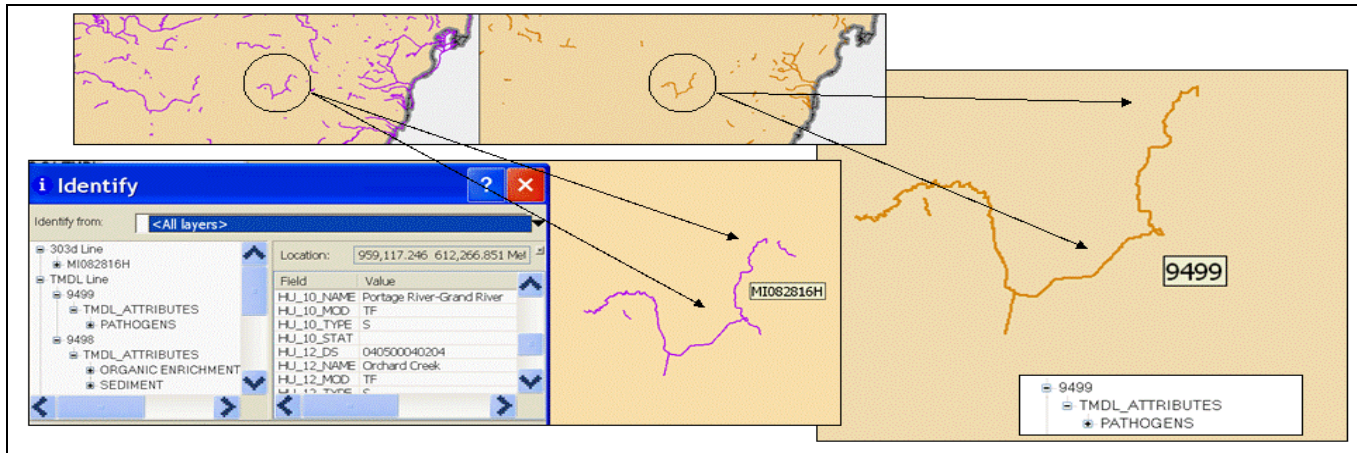 Identify
Identify from: <All layers>
303d Line
MI082816H
TMDL Line
9499
TMDL_ATTRIBUTES
PATHOGENS
9498
TMDL_ATTRIBUTES
ORGANIC ENRICHMENT
SEDIMENT
Location: 959,117.246 612,266.851 Met
Field Value
HU_10_NAME Portage River-Grand River
HU_10_MOD TF
HU_10_TYPE S
HU_10_STAT
HU_12_DS 040500040204
HU_12_NAME Orchard Creek
HU_12_MOD TF
HU_12_TYPE S
MI082816H
9499
9499
TMDL_ATTRIBUTES
PATHOGENS